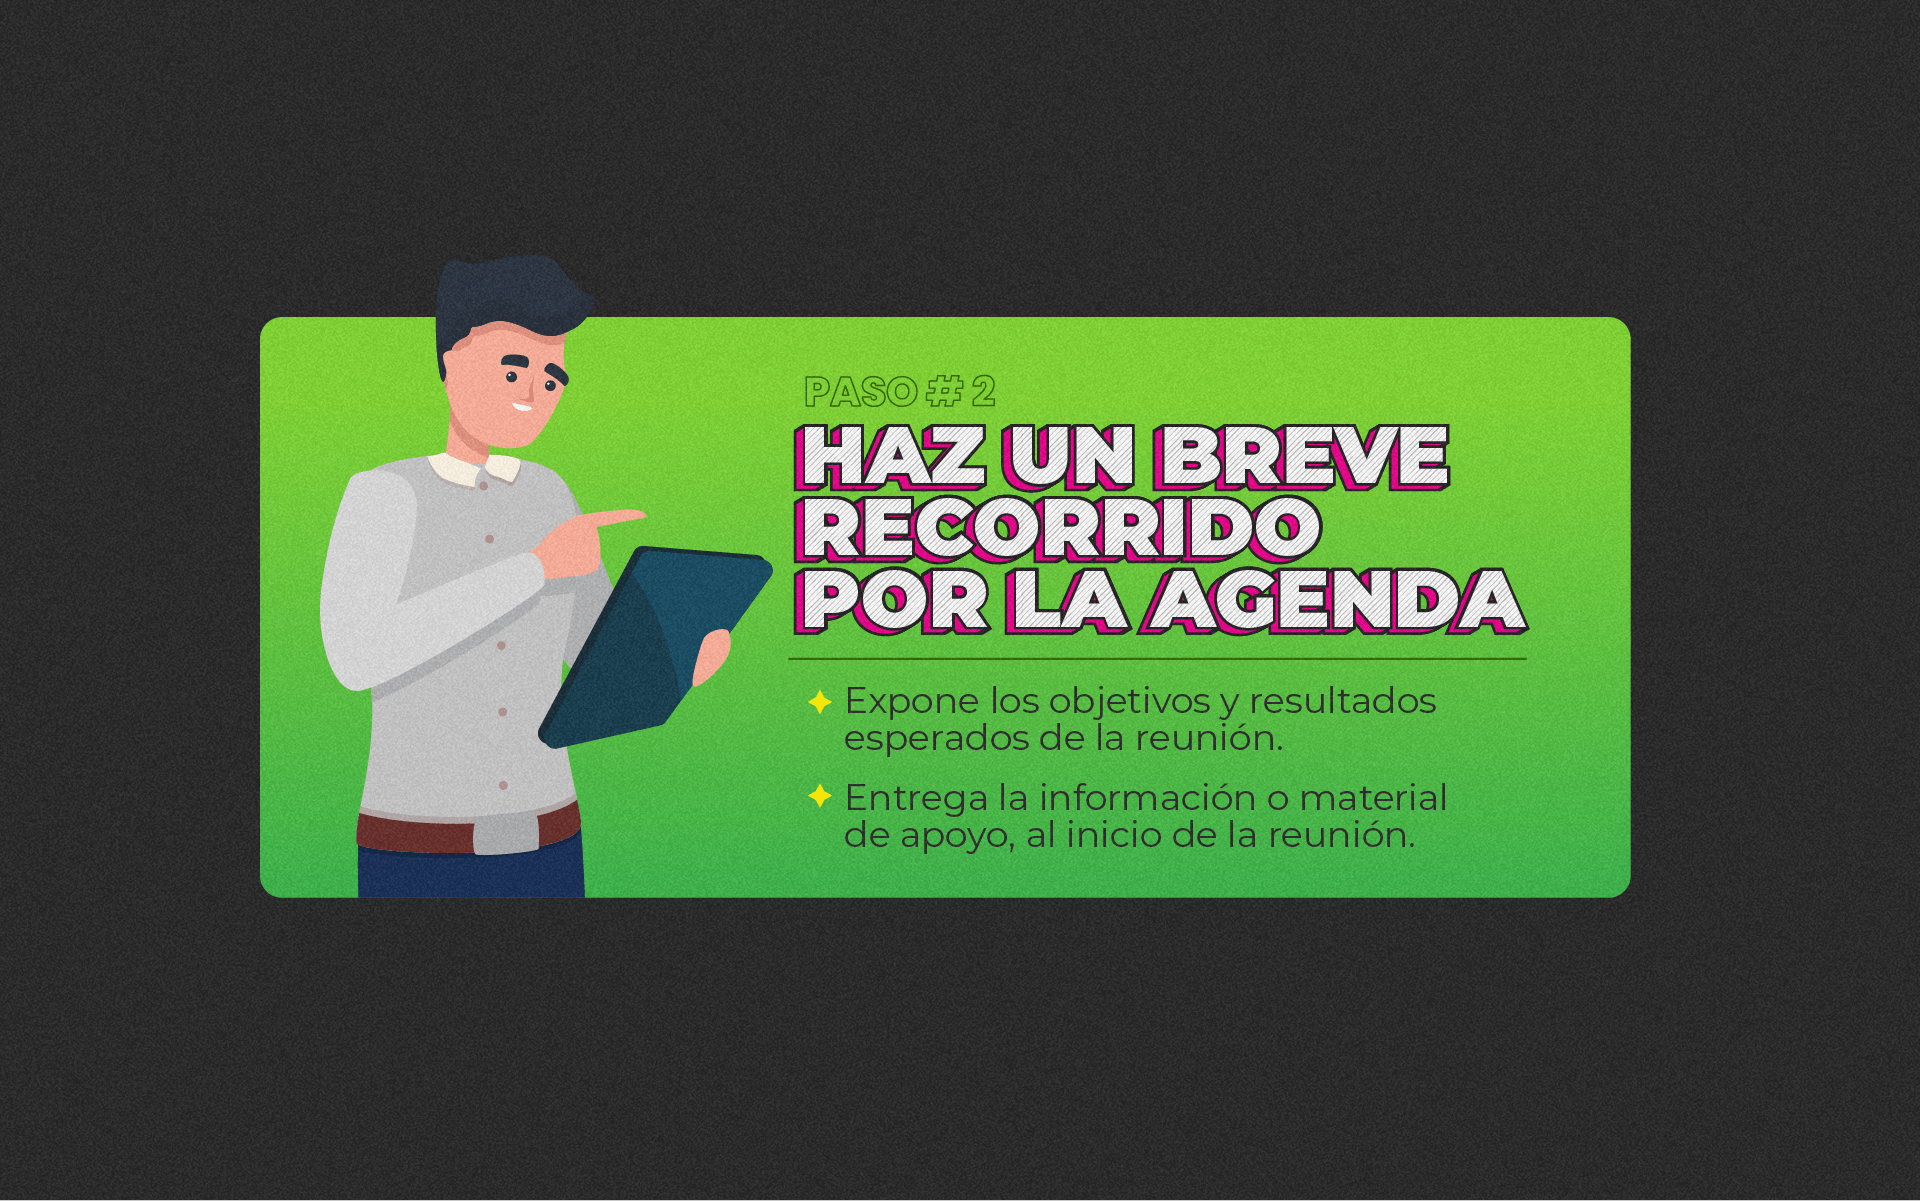 PASO # 2
HAZ UN BREVE
RECORRIDO
POR LA AGENDA
Expone los objetivos y resultados
esperados de la reunión.
Entrega la información o material
de apoyo, al inicio de la reunión.